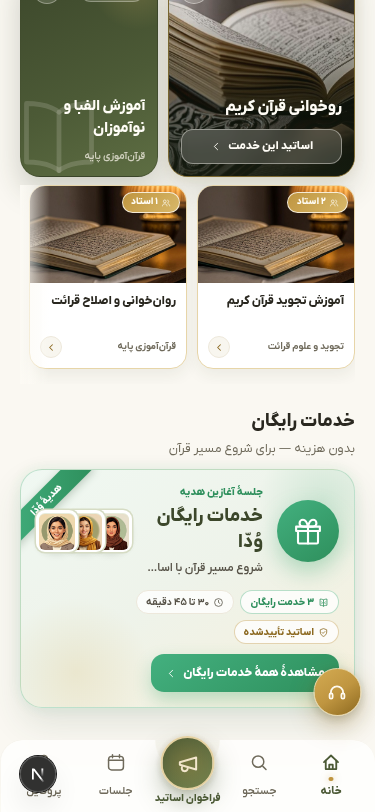 روخوانی قرآن کریم
اساتید این خدمت
آموزش الفبا و
نوآموزان
قرآن‌آموزی پایه
۲ استاد
آموزش تجوید قرآن کریم
تجوید و علوم قرائت
۱ استاد
روان‌خوانی و اصلاح قرائت
قرآن‌آموزی پایه
خدمات رایگان
بدون هزینه — برای شروع مسیر قرآن
هدیهٔ وُدّا
جلسهٔ آغازین هدیه
خدمات رایگان
وُدّا
شروع مسیر قرآن با اسا...
۳ خدمت رایگان
۳۰ تا ۴۵ دقیقه
اساتید تأییدشده
مشاهدهٔ همهٔ خدمات رایگان
خانه
جستجو
فراخوان اساتید
جلسات
پروفایل
N